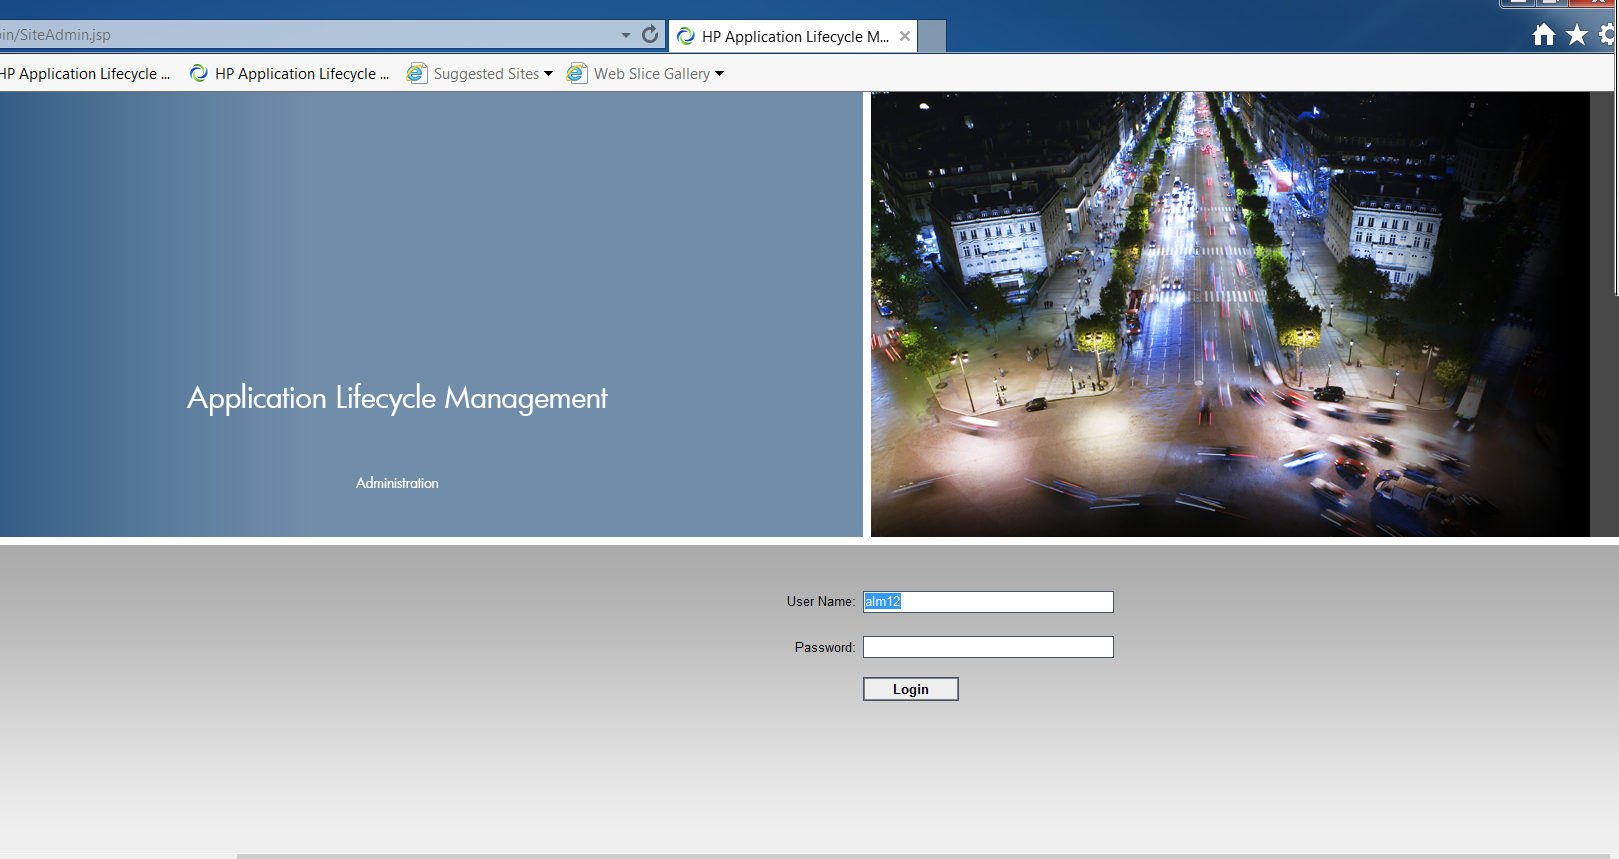 bin/SiteAdmin.jsp
HP Application Lifecycle M...
HP Application Lifecycle ...
HP Application Lifecycle ...
Suggested Sites
Web Slice Gallery
Application Lifecycle Management
Administration
User Name: alm12
Password:
Login